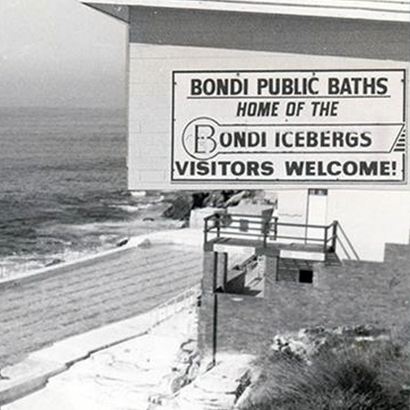 BONDI PUBLIC BATHS
HOME OF THE
BONDI ICEBERGS
VISITORS WELCOME!